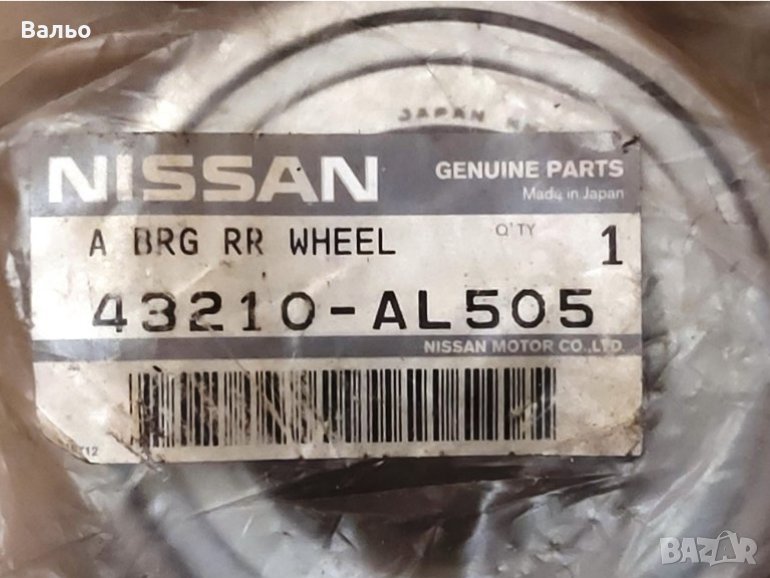 Вальо
JAPAN
NISSAN
GENUINE PARTS
Made in Japan
A BRG RR WHEEL
Q'TY
1
43210-AL505
NISSAN MOTOR CO.,LTD.
BAZAR